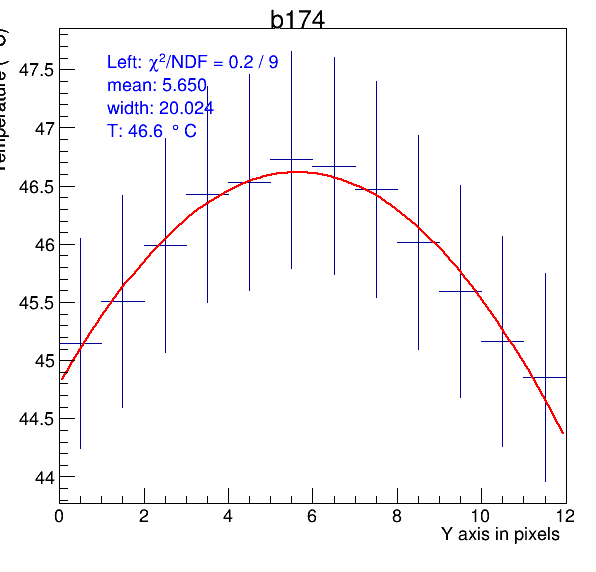 b174
Temperature (°C)
Left: χ²/NDF = 0.2 / 9
mean: 5.650
width: 20.024
T: 46.6 °C
47.5
47
46.5
46
45.5
45
44.5
44
0 2 4 6 8 10 12
Y axis in pixels